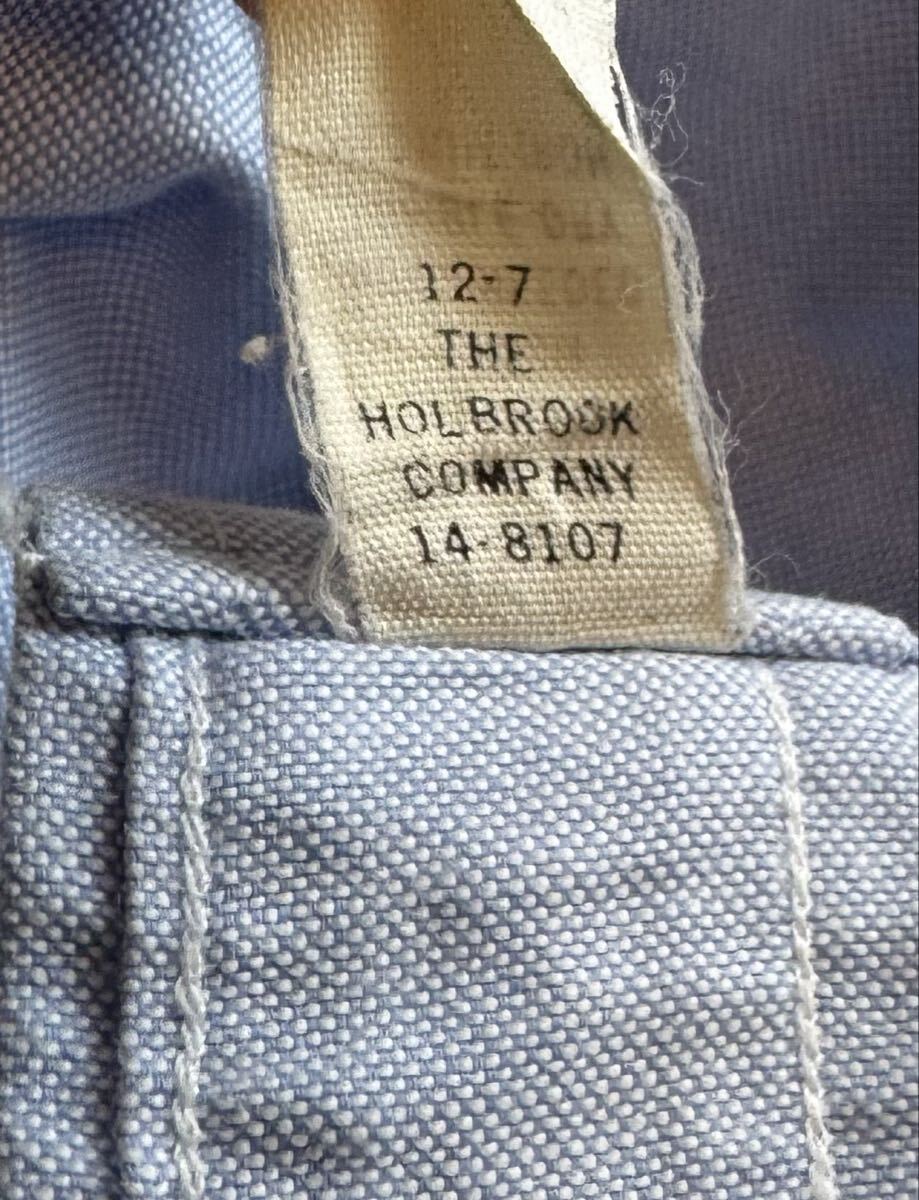 12-7
THE
HOLBROOK
COMPANY
14-8107